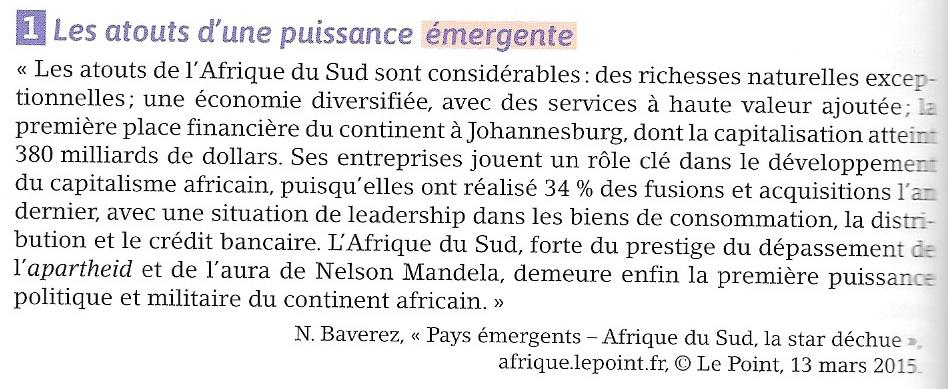 1 Les atouts d'une puissance émergente
« Les atouts de l'Afrique du Sud sont considérables : des richesses naturelles excep-
tionnelles ; une économie diversifiée, avec des services à haute valeur ajoutée ; la
première place financière du continent à Johannesburg, dont la capitalisation atteint
380 milliards de dollars. Ses entreprises jouent un rôle clé dans le développement
du capitalisme africain, puisqu'elles ont réalisé 34 % des fusions et acquisitions l'an
dernier, avec une situation de leadership dans les biens de consommation, la distri-
bution et le crédit bancaire. L'Afrique du Sud, forte du prestige du dépassement de
l'apartheid et de l'aura de Nelson Mandela, demeure enfin la première puissance
politique et militaire du continent africain. »
N. Baverez, « Pays émergents – Afrique du Sud, la star déchue »,
afrique.lepoint.fr, © Le Point, 13 mars 2015.